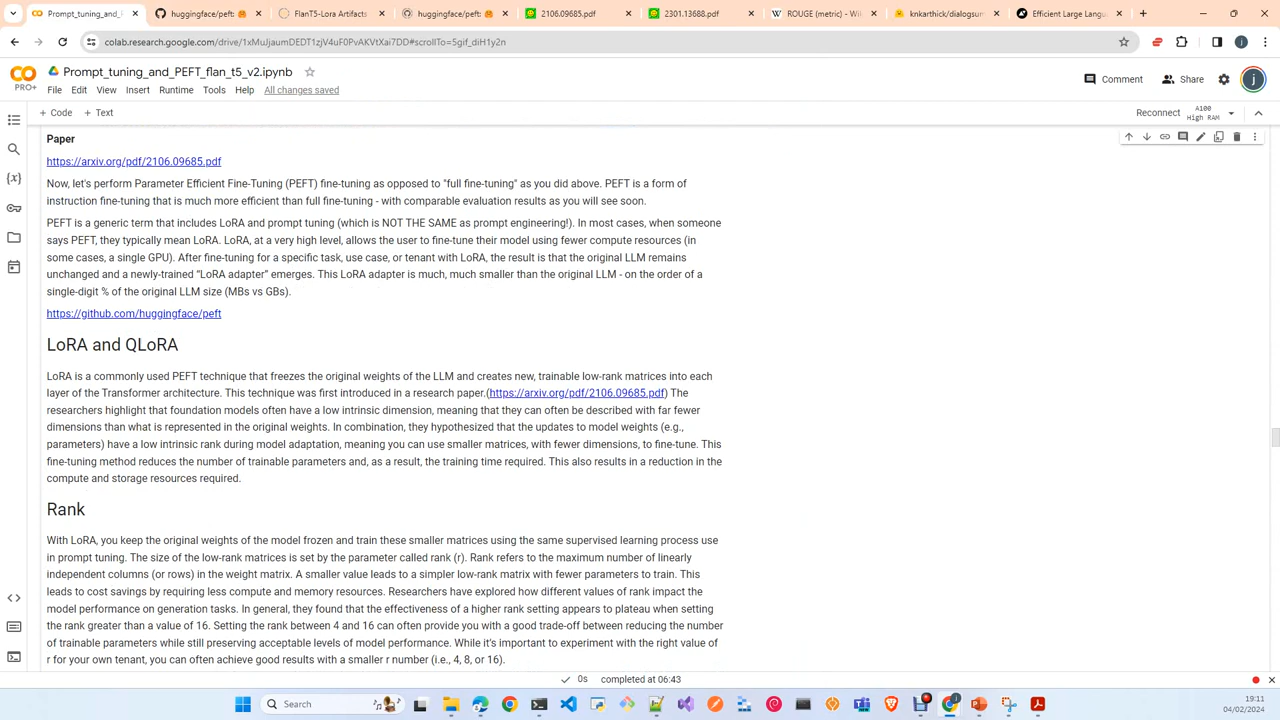 Prompt_tuning_and_PEFT_fl
huggingface/peft:
FlanT5-Lora Artifacts
huggingface/peft:
2106.09685.pdf
2301.13688.pdf
ROUGE (metric) - Wi
knkarthick/dialogsum
Efficient Large Langu
colab.research.google.com/drive/1xMuJjaumDEDT1zjV4uF0PvAKVtXai7DD#scrollTo=5gif_diH1y2n
PRO+
Prompt_tuning_and_PEFT_flan_t5_v2.ipynb
File Edit View Insert Runtime Tools Help All changes saved
Comment Share j
+ Code + Text
Reconnect A100 High RAM
Paper
https://arxiv.org/pdf/2106.09685.pdf
Now, let's perform Parameter Efficient Fine-Tuning (PEFT) fine-tuning as opposed to "full fine-tuning" as you did above. PEFT is a form of
instruction fine-tuning that is much more efficient than full fine-tuning - with comparable evaluation results as you will see soon.
PEFT is a generic term that includes LoRA and prompt tuning (which is NOT THE SAME as prompt engineering!). In most cases, when someone
says PEFT, they typically mean LoRA. LoRA, at a very high level, allows the user to fine-tune their model using fewer compute resources (in
some cases, a single GPU). After fine-tuning for a specific task, use case, or tenant with LoRA, the result is that the original LLM remains
unchanged and a newly-trained “LoRA adapter” emerges. This LoRA adapter is much, much smaller than the original LLM - on the order of a
single-digit % of the original LLM size (MBs vs GBs).
https://github.com/huggingface/peft
LoRA and QLoRA
LoRA is a commonly used PEFT technique that freezes the original weights of the LLM and creates new, trainable low-rank matrices into each
layer of the Transformer architecture. This technique was first introduced in a research paper.(https://arxiv.org/pdf/2106.09685.pdf) The
researchers highlight that foundation models often have a low intrinsic dimension, meaning that they can often be described with far fewer
dimensions than what is represented in the original weights. In combination, they hypothesized that the updates to model weights (e.g.,
parameters) have a low intrinsic rank during model adaptation, meaning you can use smaller matrices, with fewer dimensions, to fine-tune. This
fine-tuning method reduces the number of trainable parameters and, as a result, the training time required. This also results in a reduction in the
compute and storage resources required.
Rank
With LoRA, you keep the original weights of the model frozen and train these smaller matrices using the same supervised learning process use
in prompt tuning. The size of the low-rank matrices is set by the parameter called rank (r). Rank refers to the maximum number of linearly
independent columns (or rows) in the weight matrix. A smaller value leads to a simpler low-rank matrix with fewer parameters to train. This
leads to cost savings by requiring less compute and memory resources. Researchers have explored how different values of rank impact the
model performance on generation tasks. In general, they found that the effectiveness of a higher rank setting appears to plateau when setting
the rank greater than a value of 16. Setting the rank between 4 and 16 can often provide you with a good trade-off between reducing the number
of trainable parameters while still preserving acceptable levels of model performance. While it's important to experiment with the right value of
r for your own tenant, you can often achieve good results with a smaller r number (i.e., 4, 8, or 16).
0s completed at 06:43
Search
19:11
04/02/2024